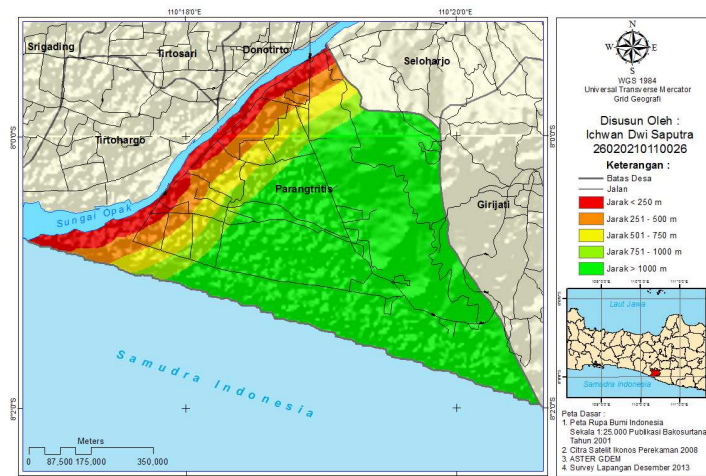 110°18'0"E
110°20'0"E
Srigading
Tirtosari
Donotirto
Seloharjo
8°0'0"S
8°0'0"S
Tirtohargo
Parangtritis
Girijati
Sungai Opak
Samudra Indonesia
8°2'0"S
8°2'0"S
Meters
0 87,500 175,000 350,000
N
W E
S
WGS 1984
Universal Transverse Mercator
Grid Geografi
Disusun Oleh :
Ichwan Dwi Saputra
26020210110026
Keterangan :
Batas Desa
Jalan
Jarak < 250 m
Jarak 251 - 500 m
Jarak 501 - 750 m
Jarak 751 - 1000 m
Jarak > 1000 m
Laut Jawa
Samudra Indonesia
Peta Dasar :
1. Peta Rupa Bumi Indonesia
Sekala 1:25,000 Publikasi Bakosurtanal
Tahun 2001
2. Citra Satelit Ikonos Perekaman 2008
3. ASTER GDEM
4. Survey Lapangan Desember 2013